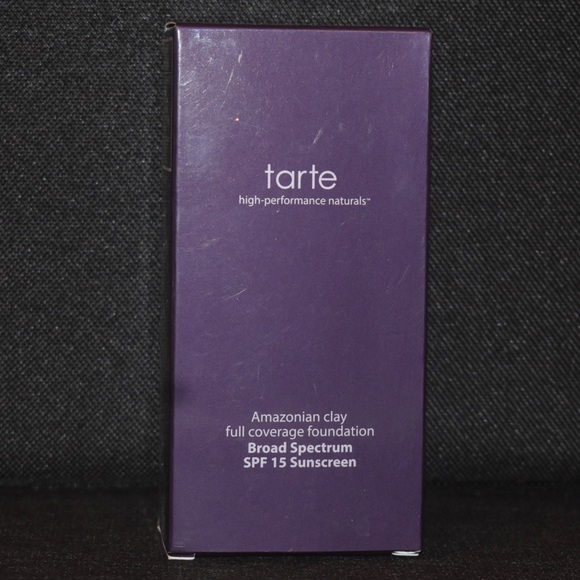 tarte
high-performance naturals™
Amazonian clay
full coverage foundation
Broad Spectrum
SPF 15 Sunscreen